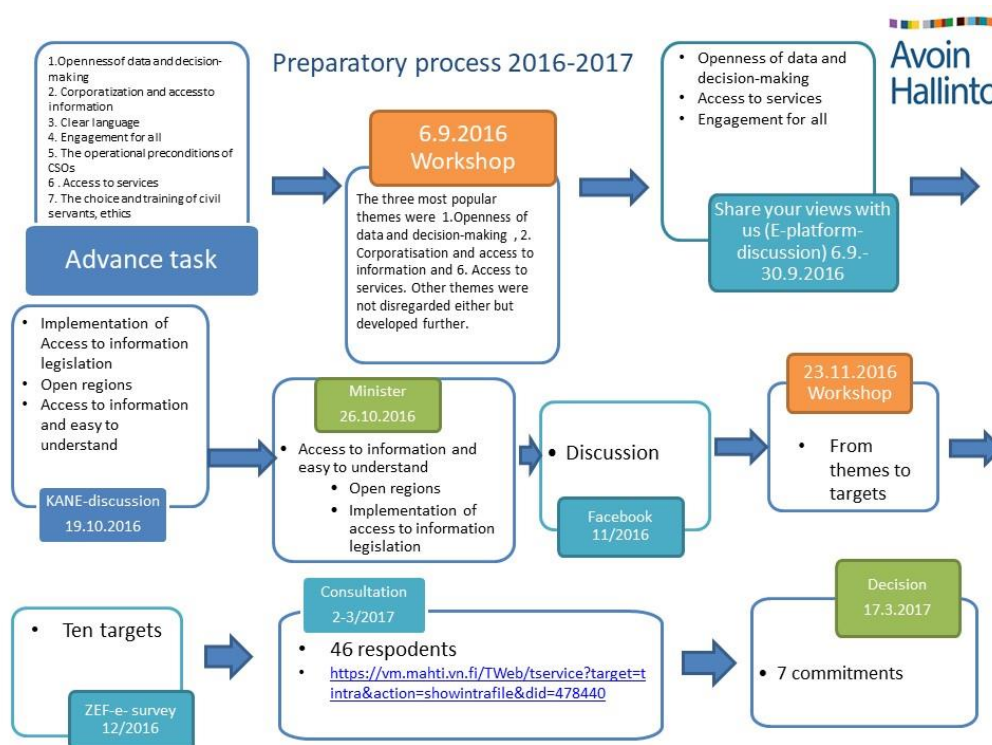 Preparatory process 2016-2017
Avoin
Hallinto
1.Openness of data and decision-
making
2. Corporatization and accessto
information
3. Clear language
4. Engagement for all
5. The operational preconditions of
CSOs
6 . Access to services
7. The choice and training of civil
servants, ethics
Advance task
6.9.2016
Workshop
The three most popular
themes were 1.Openness of
data and decision-making , 2.
Corporatisation and access to
information and 6. Access to
services. Other themes were
not disregarded either but
developed further.
• Openness of data and
decision-making
• Access to services
• Engagement for all
Share your views with
us (E-platform-
discussion) 6.9.-
30.9.2016
• Implementation of
Access to information
legislation
• Open regions
• Access to information
and easy to
understand
KANE-discussion
19.10.2016
Minister
26.10.2016
• Access to information and
easy to understand
• Open regions
• Implementation of
access to information
legislation
• Discussion
Facebook
11/2016
23.11.2016
Workshop
• From
themes to
targets
• Ten targets
ZEF-e- survey
12/2016
Consultation
2-3/2017
• 46 respodents
• https://vm.mahti.vn.fi/TWeb/tservice?target=t
intra&action=showintrafile&did=478440
Decision
17.3.2017
• 7 commitments